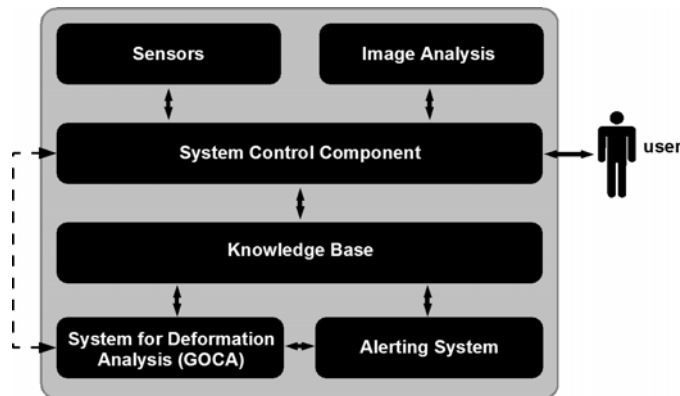 Sensors
Image Analysis
System Control Component
user
Knowledge Base
System for Deformation
Analysis (GOCA)
Alerting System